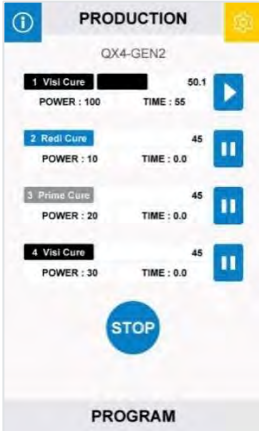 PRODUCTION
QX4-GEN2
1 Visi Cure 50.1
POWER : 100 TIME : 55
2 Redi Cure 45
POWER : 10 TIME : 0.0
3 Prime Cure 45
POWER : 20 TIME : 0.0
4 Visi Cure 45
POWER : 30 TIME : 0.0
STOP
PROGRAM